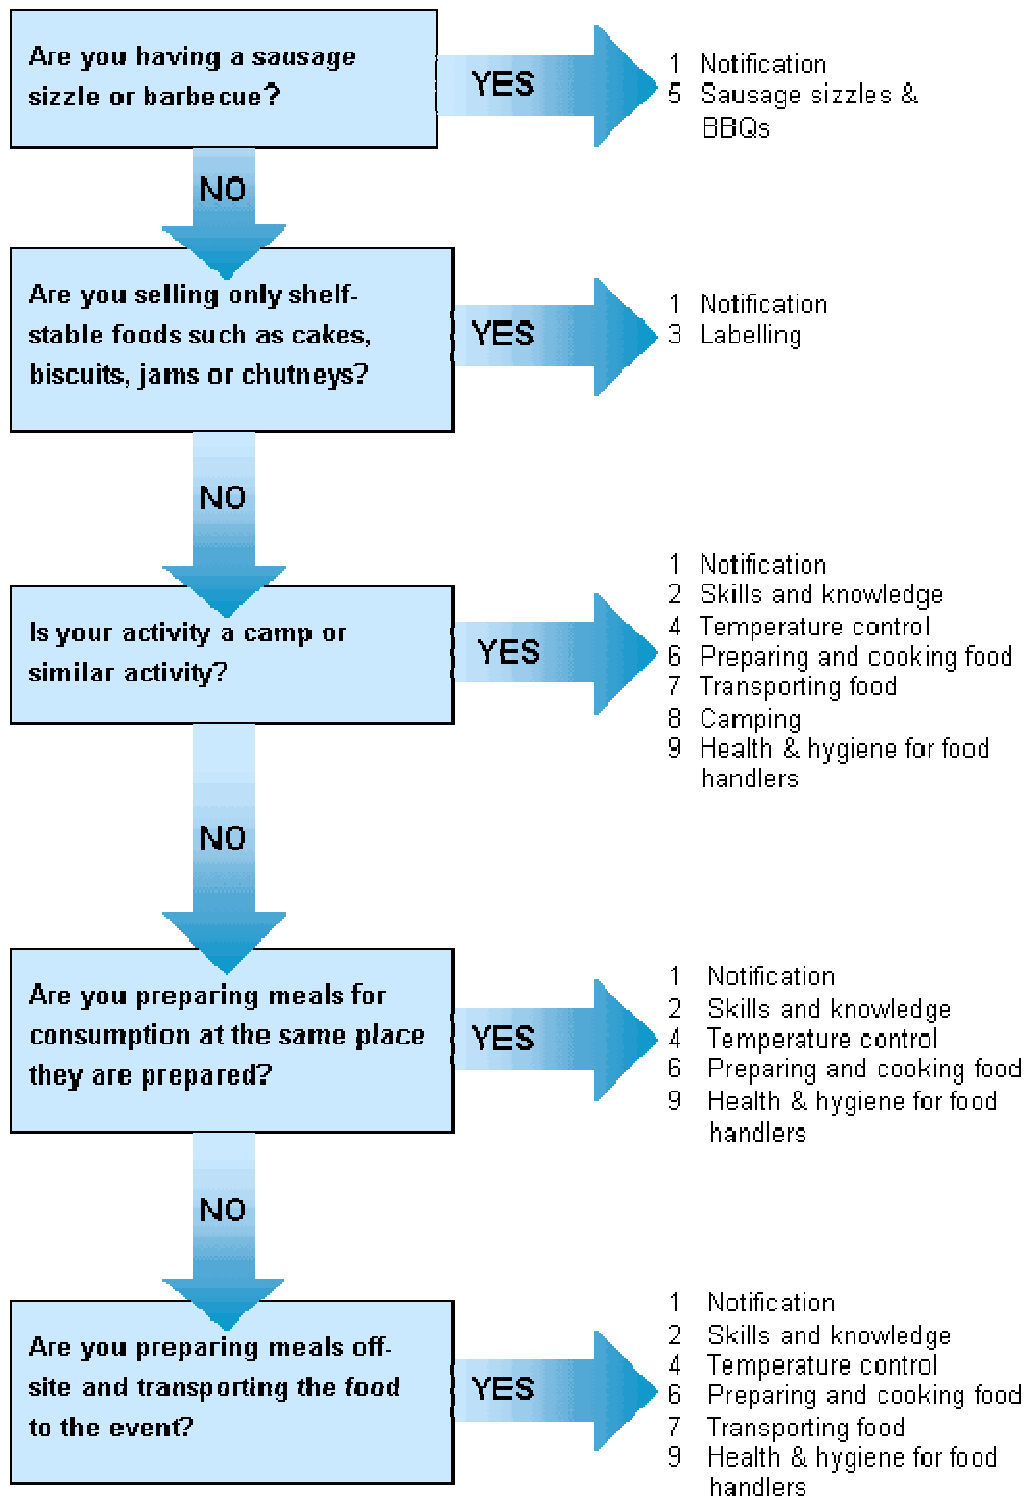 Are you having a sausage
sizzle or barbecue?
YES
1 Notification
5 Sausage sizzles &
BBQs
NO
Are you selling only shelf-
stable foods such as cakes,
biscuits, jams or chutneys?
YES
1 Notification
3 Labelling
NO
Is your activity a camp or
similar activity?
YES
1 Notification
2 Skills and knowledge
4 Temperature control
6 Preparing and cooking food
7 Transporting food
8 Camping
9 Health & hygiene for food
handlers
NO
Are you preparing meals for
consumption at the same place
they are prepared?
YES
1 Notification
2 Skills and knowledge
4 Temperature control
6 Preparing and cooking food
9 Health & hygiene for food
handlers
NO
Are you preparing meals off-
site and transporting the food
to the event?
YES
1 Notification
2 Skills and knowledge
4 Temperature control
6 Preparing and cooking food
7 Transporting food
9 Health & hygiene for food
handlers